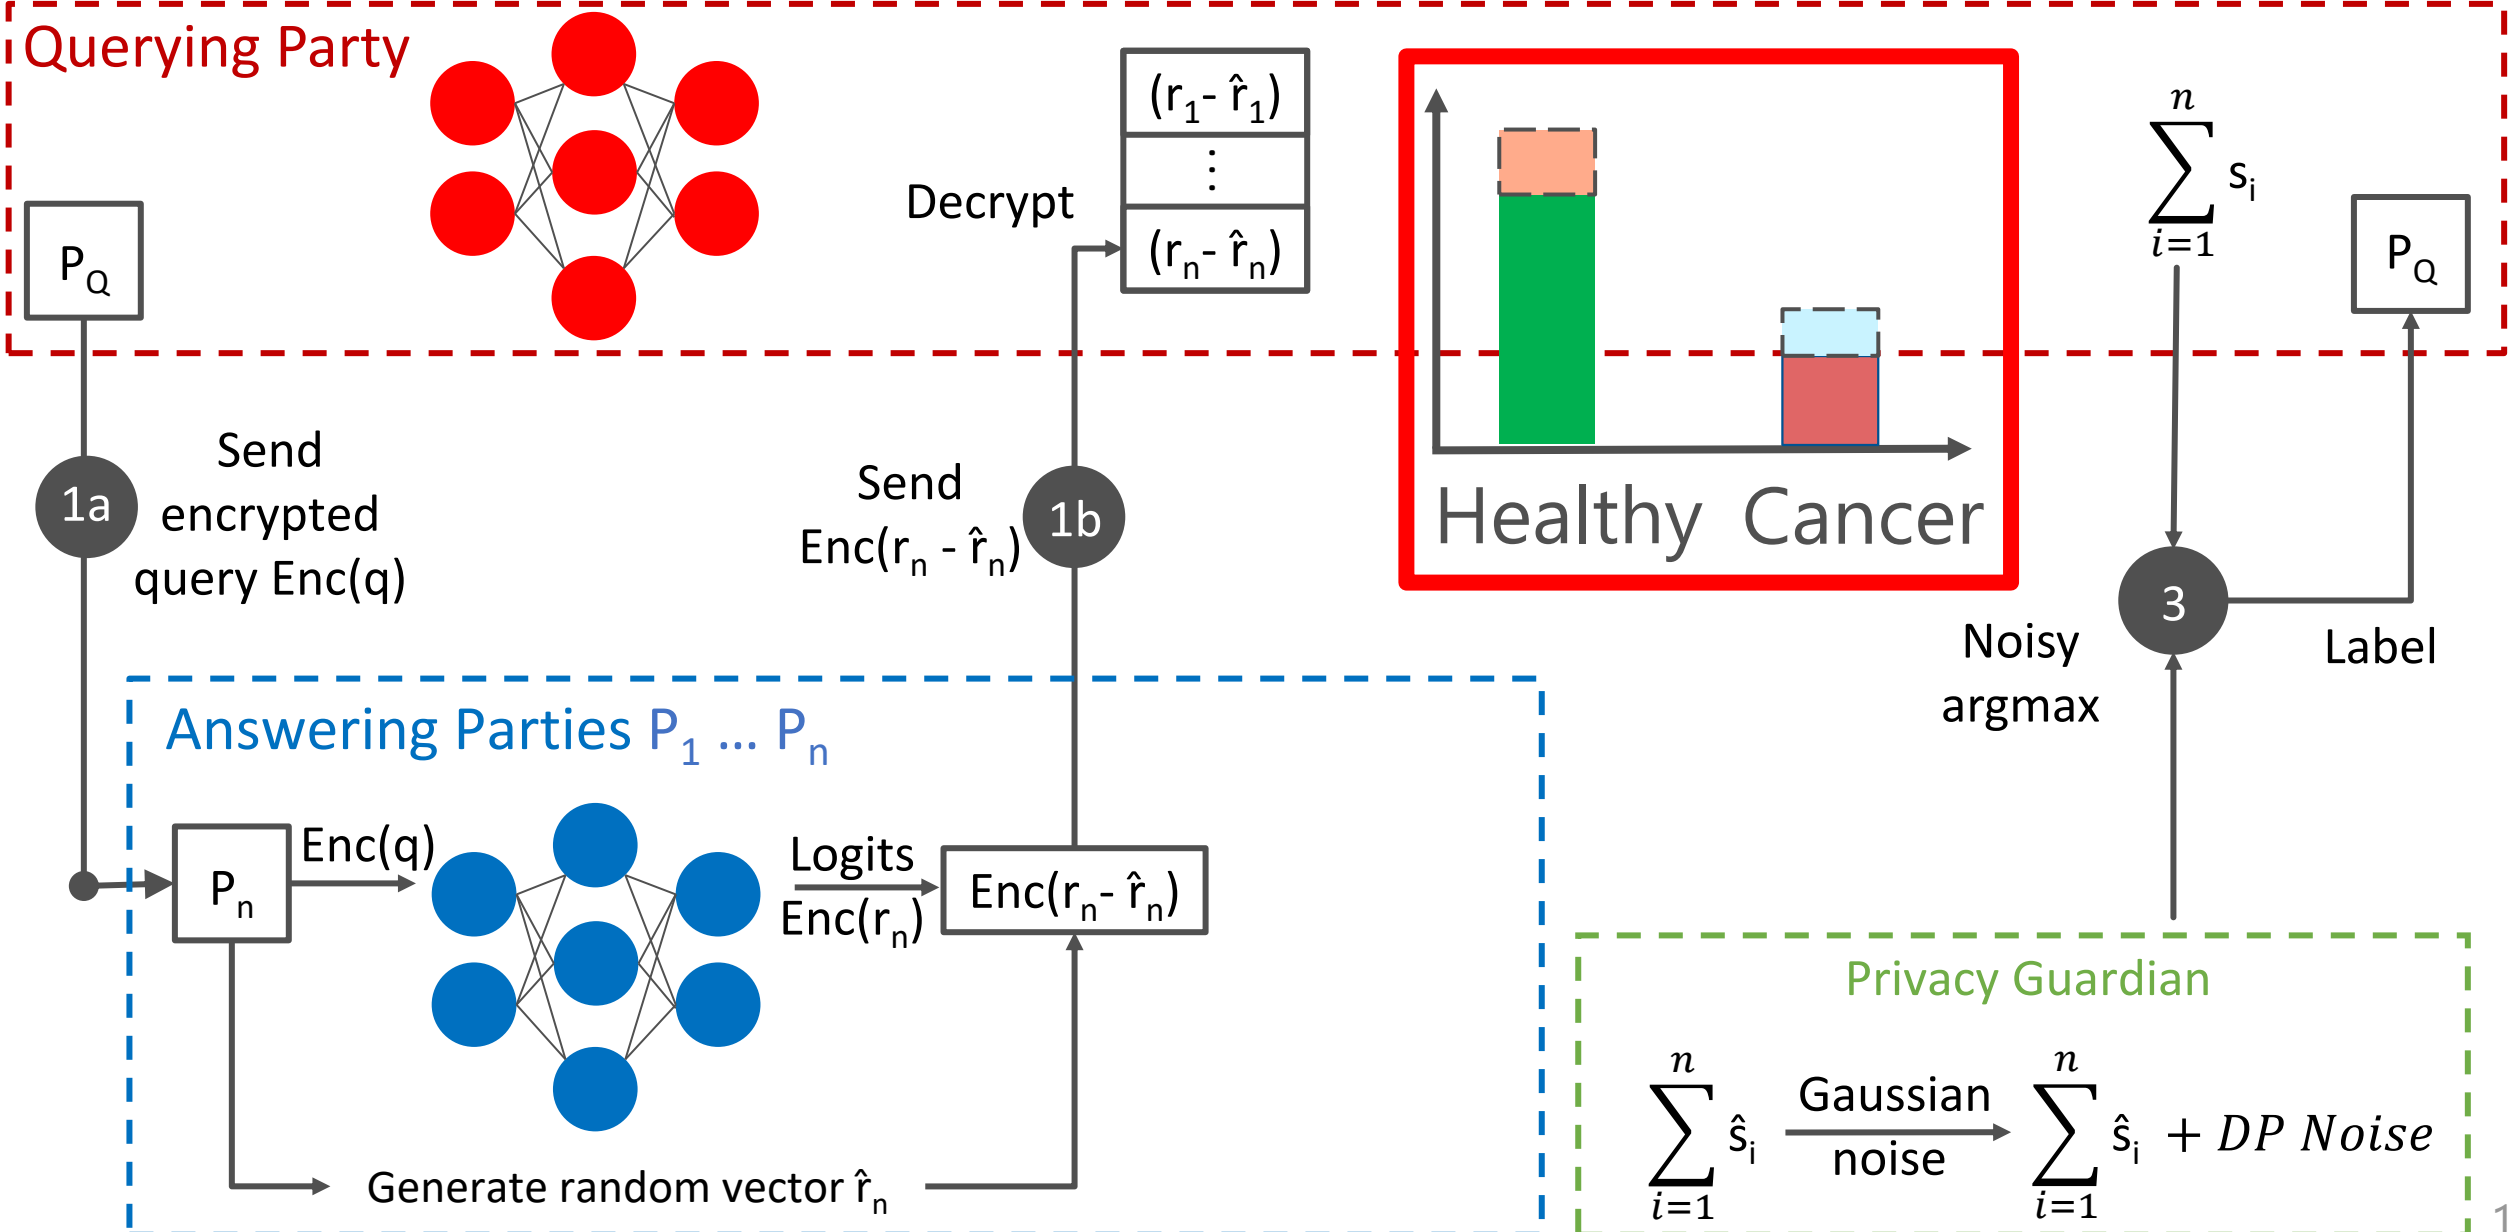 Querying Party
P_Q
1a
Send
encrypted
query Enc(q)
Decrypt
(r_1 - r̂_1)
⋮
(r_n - r̂_n)
Send
Enc(r_n - r̂_n)
1b
Healthy Cancer
n
∑ s_i
i=1
P_Q
3
Noisy
argmax
Label
Answering Parties P_1 ... P_n
P_n
Enc(q)
Logits
Enc(r_n)
Enc(r_n - r̂_n)
Generate random vector r̂_n
Privacy Guardian
n
∑ ŝ_i
i=1
Gaussian
noise
n
∑ ŝ_i + DP Noise
i=1